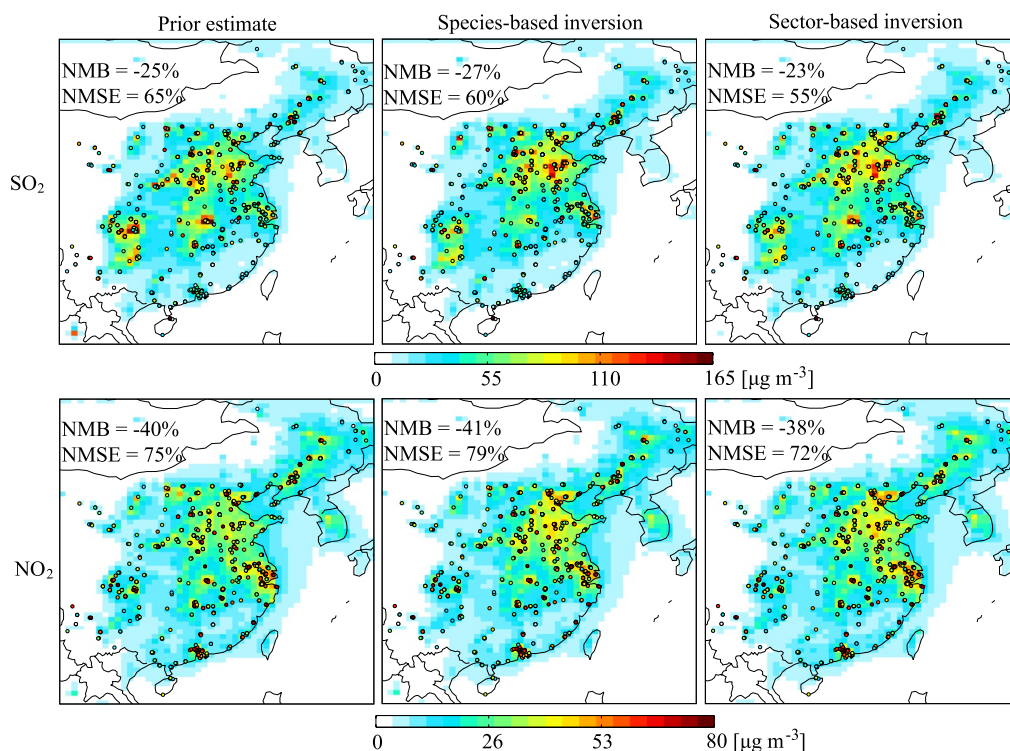 Prior estimate
Species-based inversion
Sector-based inversion
SO₂
NMB = -25%
NMSE = 65%
NMB = -27%
NMSE = 60%
NMB = -23%
NMSE = 55%
0 55 110 165 [µg m⁻³]
NO₂
NMB = -40%
NMSE = 75%
NMB = -41%
NMSE = 79%
NMB = -38%
NMSE = 72%
0 26 53 80 [µg m⁻³]